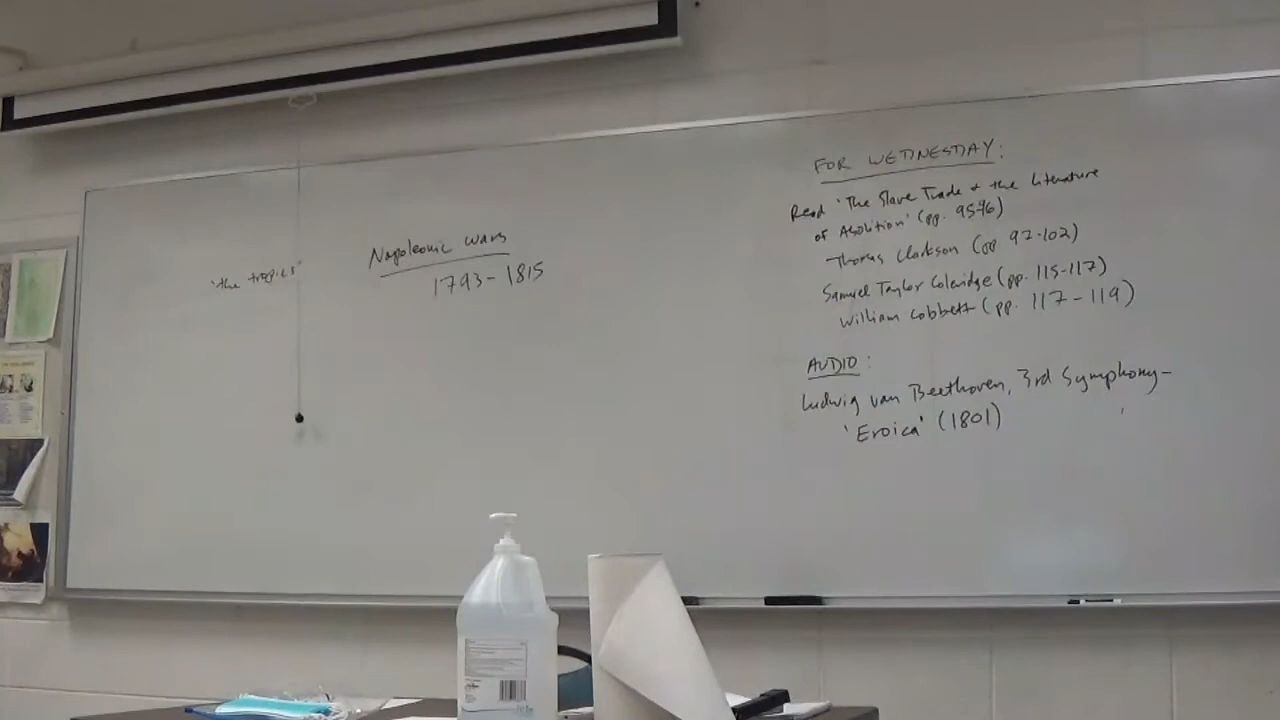 'the tropics'
Napoleonic Wars
1793-1815
FOR WEDNESDAY:
Read 'The Slave Trade & the Literature
of Abolition' (pp. 95-96)
Thomas Clarkson (pp 97-102)
Samuel Taylor Coleridge (pp. 115-117)
William Cobbett (pp. 117-119)
AUDIO:
Ludwig van Beethoven, 3rd Symphony-
'Eroica' (1801)